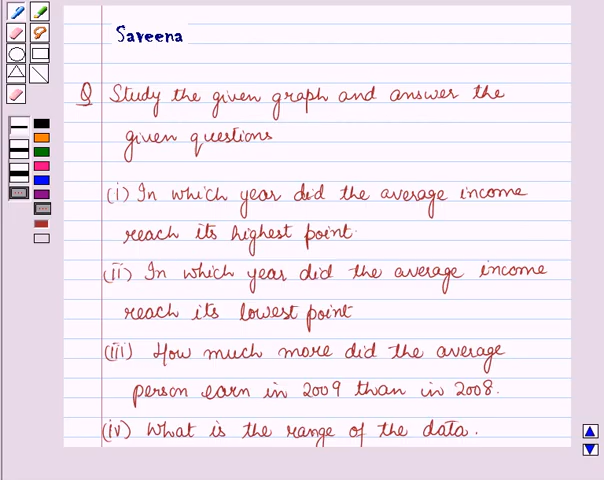 Saveena
Q Study the given graph and answer the
given questions
(i) In which year did the average income
reach its highest point.
(ii) In which year did the average income
reach its lowest point
(iii) How much more did the average
person earn in 2009 than in 2008.
(iv) What is the range of the data.